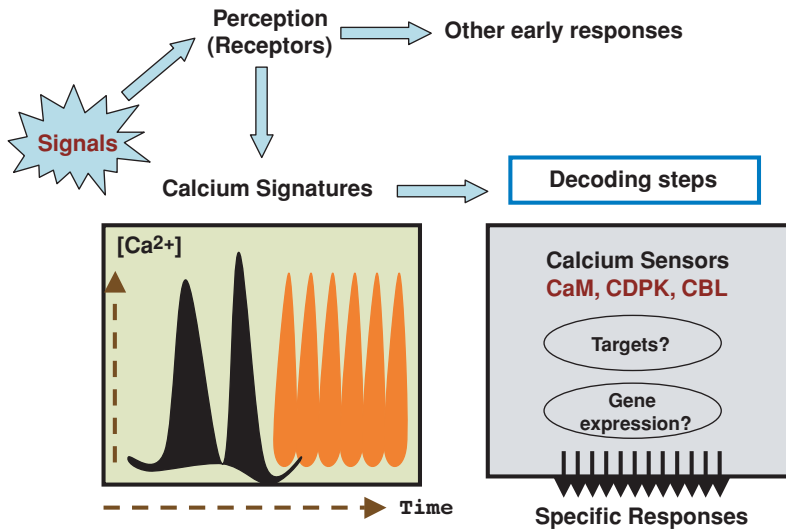 Perception
(Receptors)
Other early responses
Signals
Calcium Signatures
Decoding steps
[Ca²⁺]
Time
Calcium Sensors
CaM, CDPK, CBL
Targets?
Gene
expression?
Specific Responses